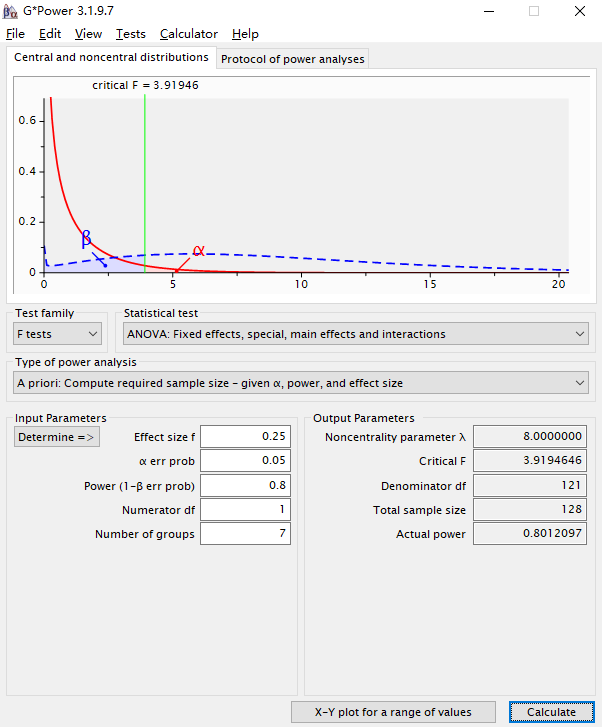 G*Power 3.1.9.7
File Edit View Tests Calculator Help
Central and noncentral distributions Protocol of power analyses
critical F = 3.91946
0.6
0.4
0.2
0
β α
0 5 10 15 20
Test family
F tests
Statistical test
ANOVA: Fixed effects, special, main effects and interactions
Type of power analysis
A priori: Compute required sample size – given α, power, and effect size
Input Parameters
Determine =>
Effect size f 0.25
α err prob 0.05
Power (1-β err prob) 0.8
Numerator df 1
Number of groups 7
Output Parameters
Noncentrality parameter λ 8.0000000
Critical F 3.9194646
Denominator df 121
Total sample size 128
Actual power 0.8012097
X-Y plot for a range of values
Calculate